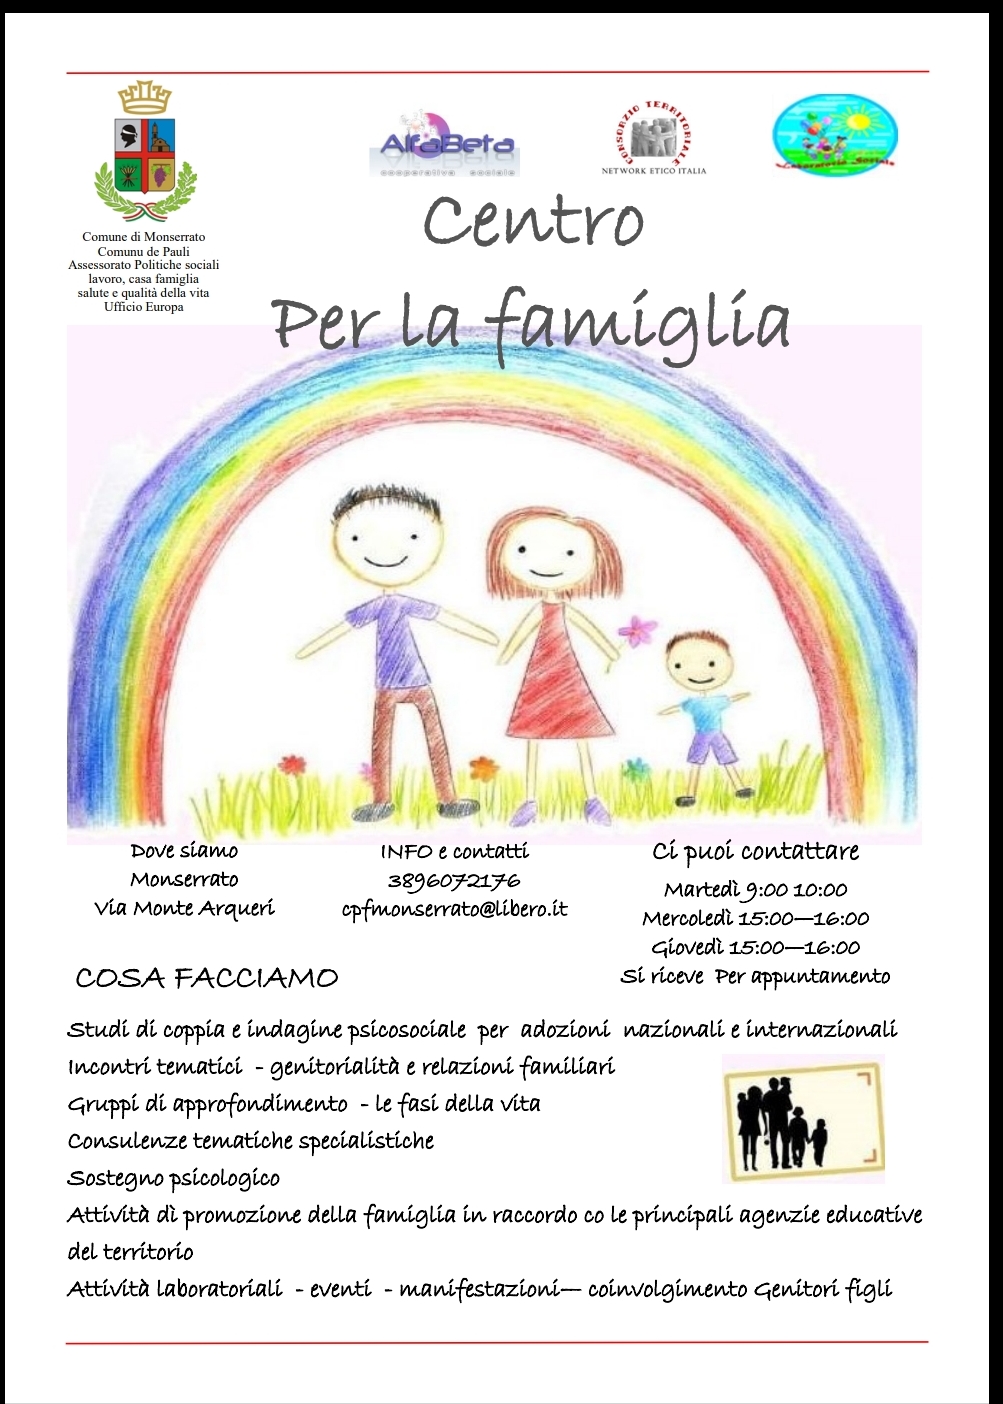 Comune di Monserrato
Comunu de Pauli
Assessorato Politiche sociali
lavoro, casa famiglia
salute e qualità della vita
Ufficio Europa
AlfaBeta
cooperativa sociale
CONSORZIO TERRITORIALE
NETWORK ETICO ITALIA
Laboratorio Sociale
Centro
Per la famiglia
Dove siamo
Monserrato
Via Monte Arqueri
INFO e contatti
3896072176
cpfmonserrato@libero.it
Ci puoi contattare
Martedì 9:00 10:00
Mercoledì 15:00—16:00
Giovedì 15:00—16:00
Si riceve Per appuntamento
COSA FACCIAMO
Studi di coppia e indagine psicosociale per adozioni nazionali e internazionali
Incontri tematici - genitorialità e relazioni familiari
Gruppi di approfondimento - le fasi della vita
Consulenze tematiche specialistiche
Sostegno psicologico
Attività dì promozione della famiglia in raccordo co le principali agenzie educative
del territorio
Attività laboratoriali - eventi - manifestazioni— coinvolgimento Genitori figli